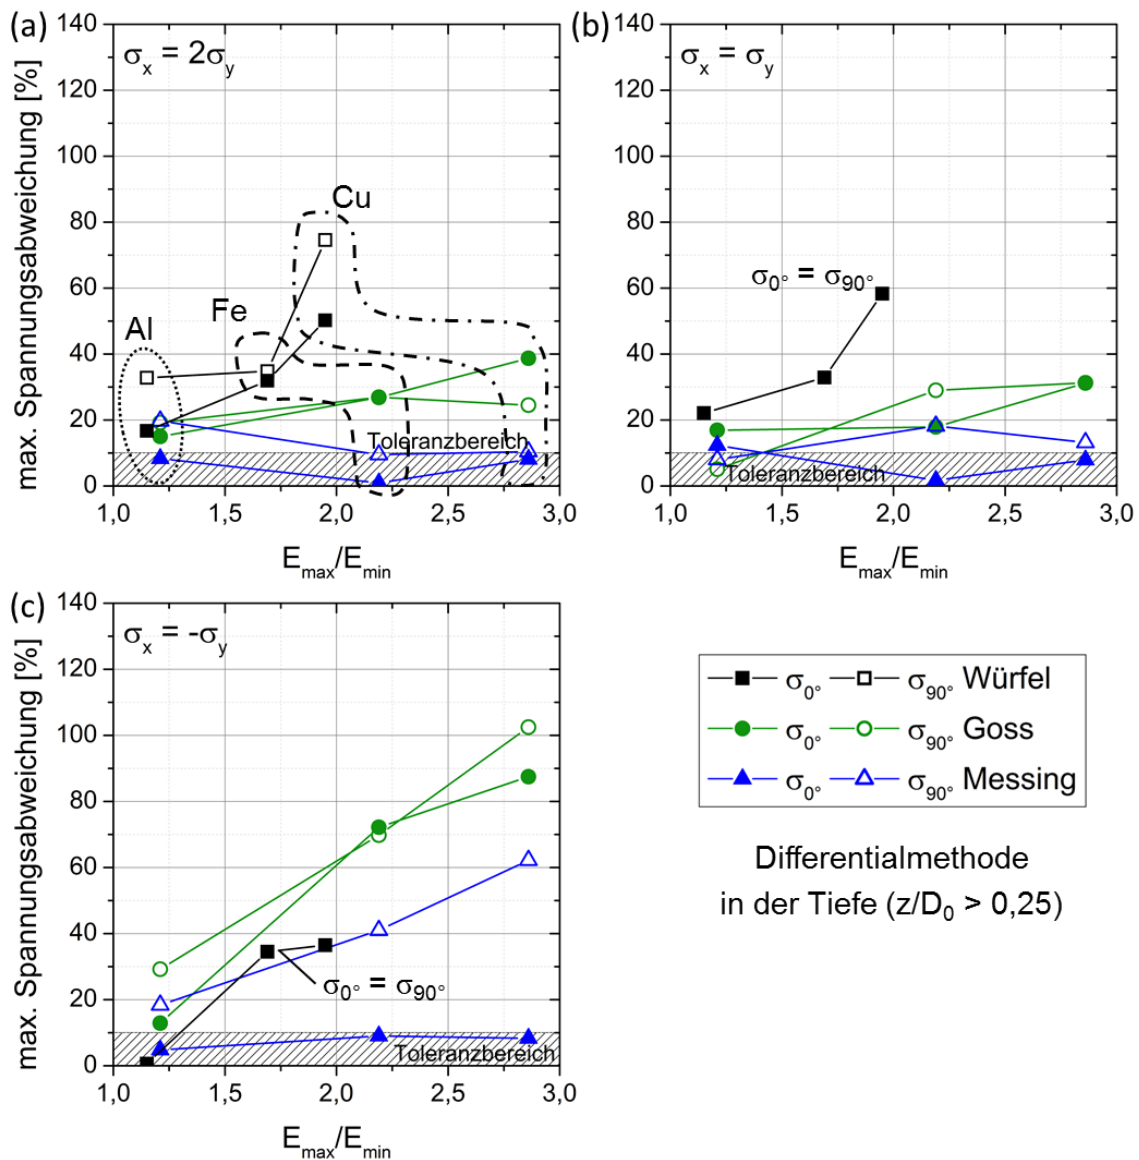 (a)
σx = 2σy
max. Spannungsabweichung [%]
140
120
100
80
60
40
20
0
Cu
Fe
Al
Toleranzbereich
1,0
1,5
2,0
2,5
3,0
Emax/Emin
(b)
σx = σy
max. Spannungsabweichung [%]
140
120
100
80
60
40
20
0
σ0° = σ90°
Toleranzbereich
1,0
1,5
2,0
2,5
3,0
Emax/Emin
(c)
σx = -σy
max. Spannungsabweichung [%]
140
120
100
80
60
40
20
0
σ0° = σ90°
Toleranzbereich
1,0
1,5
2,0
2,5
3,0
Emax/Emin
σ0° σ90° Würfel
σ0° σ90° Goss
σ0° σ90° Messing
Differentialmethode
in der Tiefe (z/D0 > 0,25)